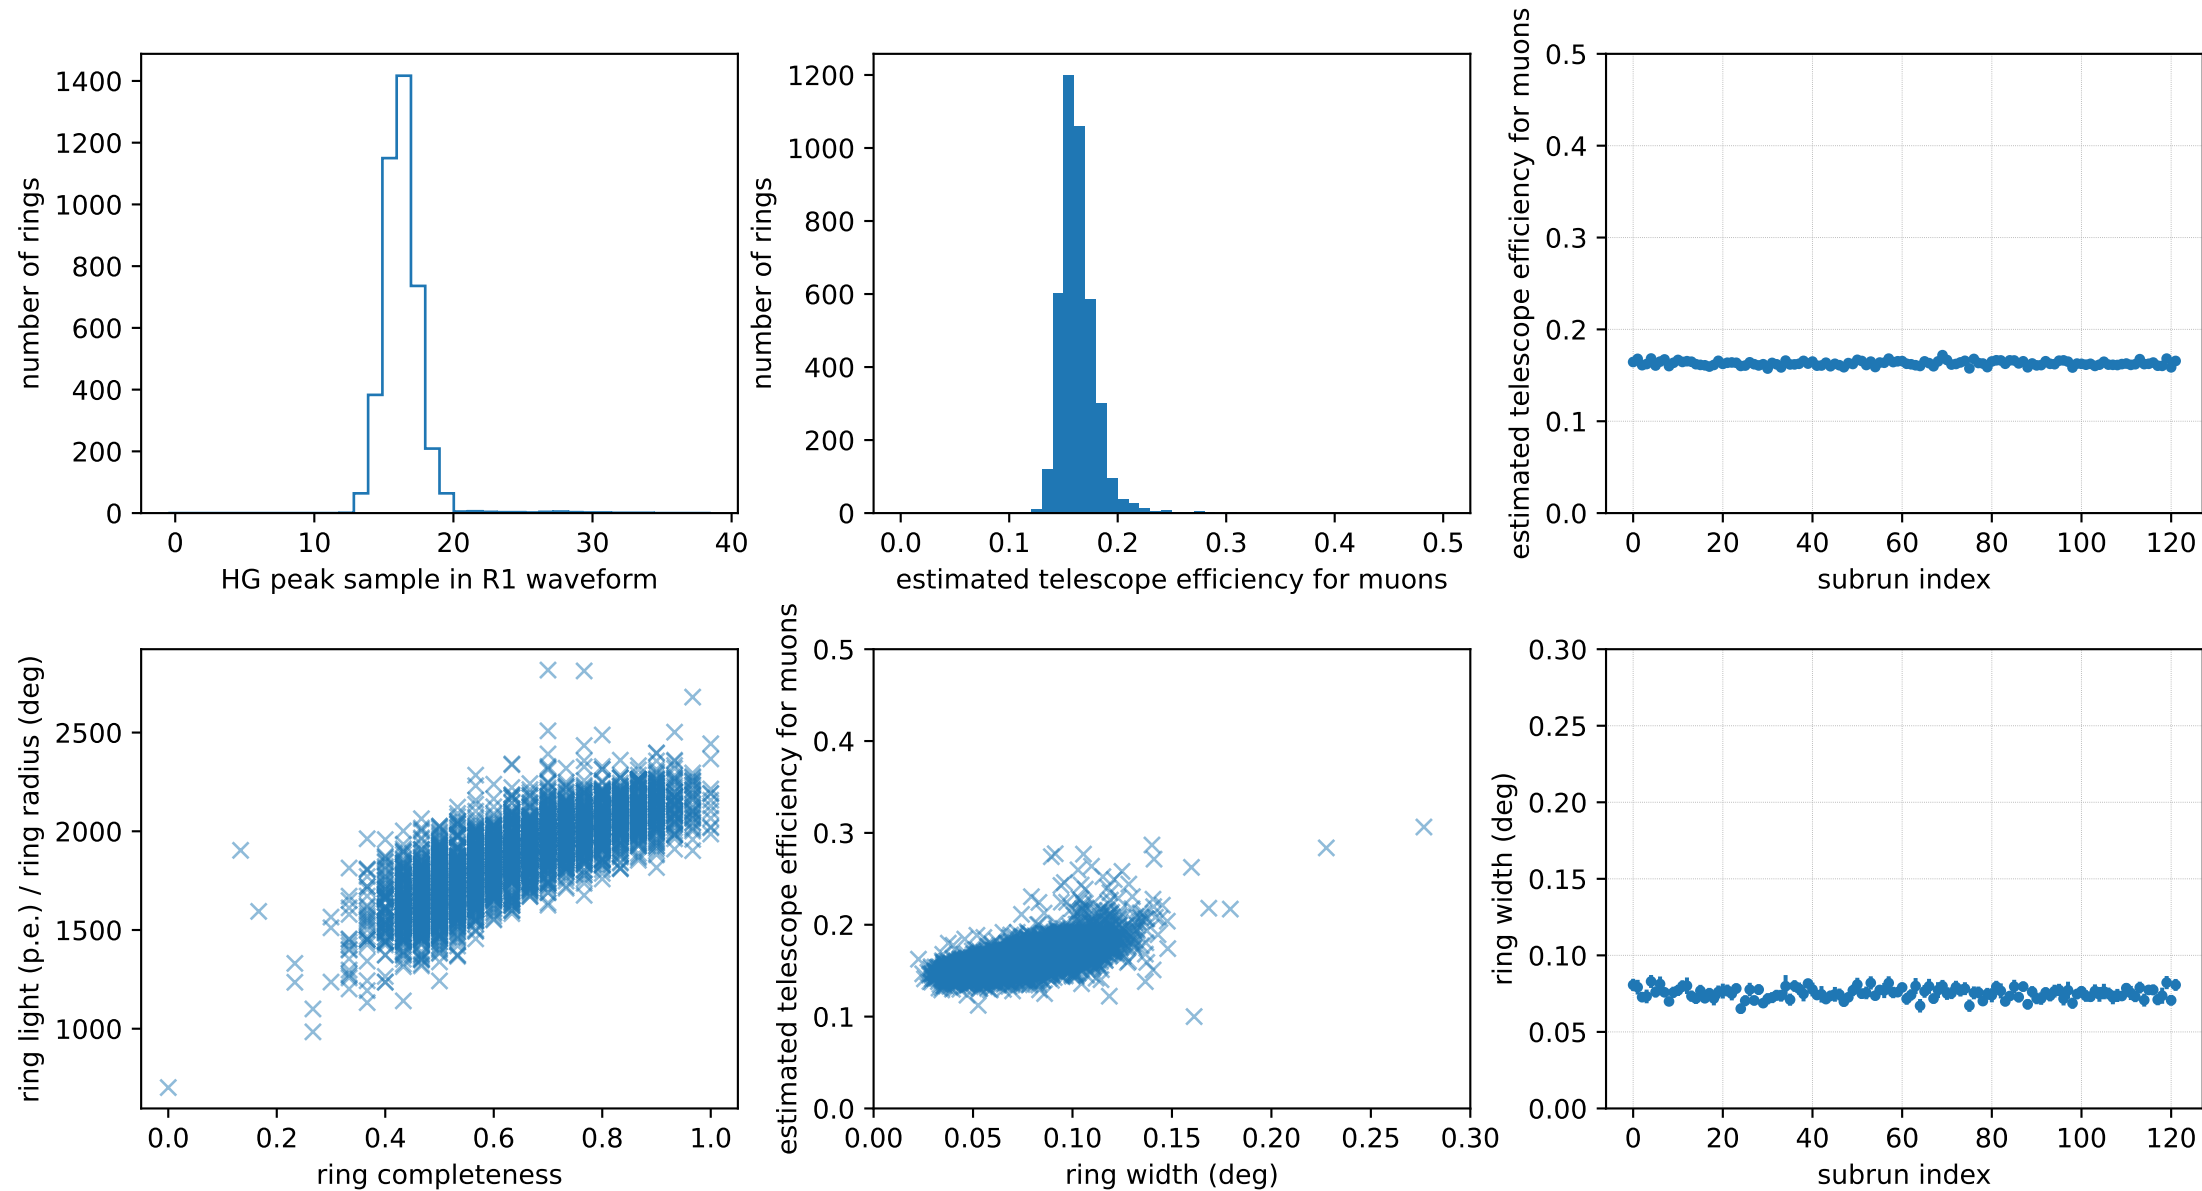 1400
1200
1000
800
600
400
200
0
number of rings
0 10 20 30 40
HG peak sample in R1 waveform
1200
1000
800
600
400
200
0
number of rings
0.0 0.1 0.2 0.3 0.4 0.5
estimated telescope efficiency for muons
0.5
0.4
0.3
0.2
0.1
0.0
estimated telescope efficiency for muons
0 20 40 60 80 100 120
subrun index
2500
2000
1500
1000
ring light (p.e.) / ring radius (deg)
0.0 0.2 0.4 0.6 0.8 1.0
ring completeness
0.5
0.4
0.3
0.2
0.1
0.0
estimated telescope efficiency for muons
0.00 0.05 0.10 0.15 0.20 0.25 0.30
ring width (deg)
0.30
0.25
0.20
0.15
0.10
0.05
0.00
ring width (deg)
0 20 40 60 80 100 120
subrun index